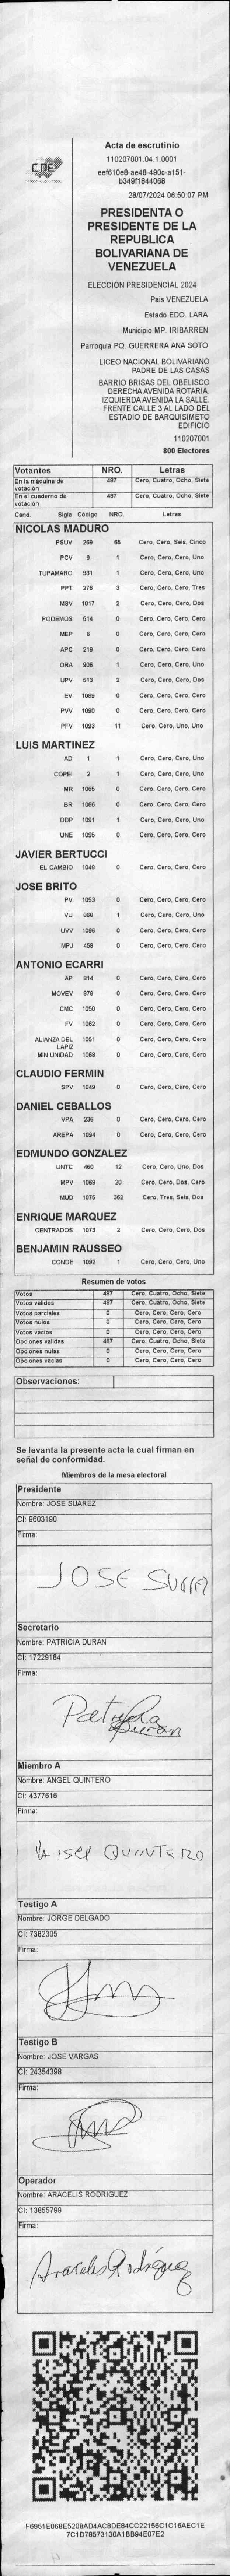 CNE
Acta de escrutinio
110207001.04.1.0001
eef610e8-ae48-490c-a151-
b349f1844068
28/07/2024 06:50:07 PM
PRESIDENTA O
PRESIDENTE DE LA
REPUBLICA
BOLIVARIANA DE
VENEZUELA
ELECCIÓN PRESIDENCIAL 2024
País VENEZUELA
Estado EDO. LARA
Municipio MP. IRIBARREN
Parroquia PQ. GUERRERA ANA SOTO
LICEO NACIONAL BOLIVARIANO
PADRE DE LAS CASAS
BARRIO BRISAS DEL OBELISCO
DERECHA AVENIDA ROTARIA.
IZQUIERDA AVENIDA LA SALLE.
FRENTE CALLE 3 AL LADO DEL
ESTADIO DE BARQUISIMETO
EDIFICIO
110207001
800 Electores
Votantes NRO. Letras
En la máquina de votación 487 Cero, Cuatro, Ocho, Siete
En el cuaderno de votación 487 Cero, Cuatro, Ocho, Siete
Cand. Sigla Código NRO. Letras
NICOLAS MADURO
PSUV 269 65 Cero, Cero, Seis, Cinco
PCV 9 1 Cero, Cero, Cero, Uno
TUPAMARO 931 1 Cero, Cero, Cero, Uno
PPT 276 3 Cero, Cero, Cero, Tres
MSV 1017 2 Cero, Cero, Cero, Dos
PODEMOS 514 0 Cero, Cero, Cero, Cero
MEP 6 0 Cero, Cero, Cero, Cero
APC 219 0 Cero, Cero, Cero, Cero
ORA 906 1 Cero, Cero, Cero, Uno
UPV 513 2 Cero, Cero, Cero, Dos
EV 1089 0 Cero, Cero, Cero, Cero
PVV 1090 0 Cero, Cero, Cero, Cero
PFV 1093 11 Cero, Cero, Uno, Uno
LUIS MARTINEZ
AD 1 1 Cero, Cero, Cero, Uno
COPEI 2 1 Cero, Cero, Cero, Uno
MR 1065 0 Cero, Cero, Cero, Cero
BR 1066 0 Cero, Cero, Cero, Cero
DDP 1091 1 Cero, Cero, Cero, Uno
UNE 1095 0 Cero, Cero, Cero, Cero
JAVIER BERTUCCI
EL CAMBIO 1046 0 Cero, Cero, Cero, Cero
JOSE BRITO
PV 1053 0 Cero, Cero, Cero, Cero
VU 1 Cero, Cero, Cero, Uno
UVV 1096 0 Cero, Cero, Cero, Cero
MPJ 458 0 Cero, Cero, Cero, Cero
ANTONIO ECARRI
AP 814 0 Cero, Cero, Cero, Cero
MOVEV 979 0 Cero, Cero, Cero, Cero
CMC 1050 0 Cero, Cero, Cero, Cero
FV 1062 0 Cero, Cero, Cero, Cero
ALIANZA DEL LAPIZ 1051 0 Cero, Cero, Cero, Cero
MIN UNIDAD 1068 0 Cero, Cero, Cero, Cero
CLAUDIO FERMIN
SPV 1049 0 Cero, Cero, Cero, Cero
DANIEL CEBALLOS
VPA 236 0 Cero, Cero, Cero, Cero
AREPA 1094 0 Cero, Cero, Cero, Cero
EDMUNDO GONZALEZ
UNTC 460 12 Cero, Cero, Uno, Dos
MPV 1069 20 Cero, Cero, Dos, Cero
MUD 1076 362 Cero, Tres, Seis, Dos
ENRIQUE MARQUEZ
CENTRADOS 1073 2 Cero, Cero, Cero, Dos
BENJAMIN RAUSSEO
CONDE 1092 1 Cero, Cero, Cero, Uno
Resumen de votos
Votos 487 Cero, Cuatro, Ocho, Siete
Votos validos 487 Cero, Cuatro, Ocho, Siete
Votos parciales 0 Cero, Cero, Cero, Cero
Votos nulos 0 Cero, Cero, Cero, Cero
Votos vacios 0 Cero, Cero, Cero, Cero
Opciones validas 487 Cero, Cuatro, Ocho, Siete
Opciones nulas 0 Cero, Cero, Cero, Cero
Opciones vacias 0 Cero, Cero, Cero, Cero
Observaciones:
Se levanta la presente acta la cual firman en
señal de conformidad.
Miembros de la mesa electoral
Presidente
Nombre: JOSE SUAREZ
CI: 9603190
Firma:
JOSE SUAREZ
Secretario
Nombre: PATRICIA DURAN
CI: 17229184
Firma:
Patricia
Duran
Miembro A
Nombre: ANGEL QUINTERO
CI: 4377616
Firma:
QUINTERO
Testigo A
Nombre: JORGE DELGADO
CI: 7382305
Firma:
Testigo B
Nombre: JOSE VARGAS
CI: 24354398
Firma:
Operador
Nombre: ARACELIS RODRIGUEZ
CI: 13855799
Firma:
Aracelis Rodríguez
F6951E068E5208AD4AC8DE84CC22156C1C16AEC1E
7C1D78573130A1BB94E07E2